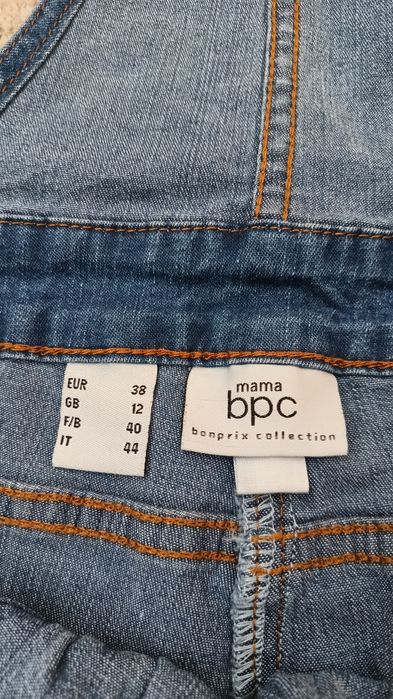 EUR 38
GB 12
F/B 40
IT 44
mama
bpc
bonprix collection